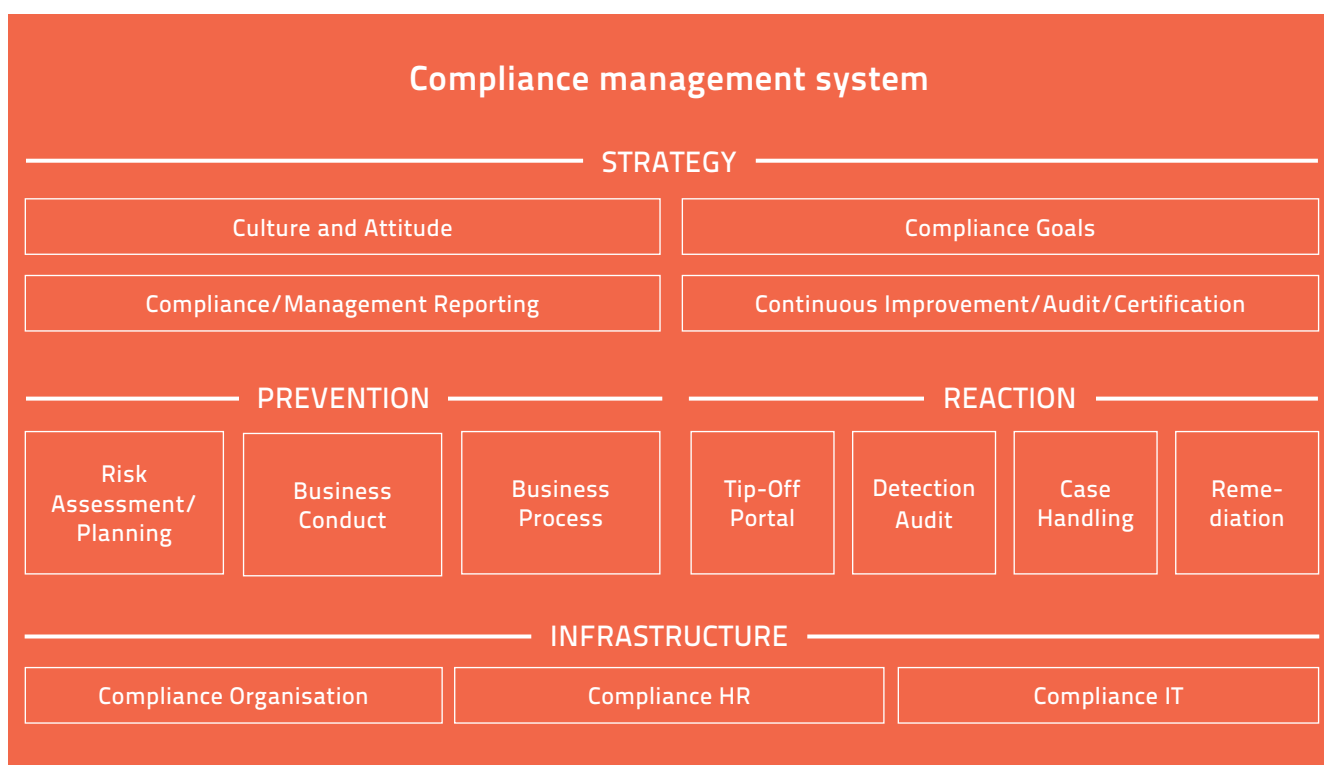 Compliance management system
STRATEGY
Culture and Attitude
Compliance Goals
Compliance/Management Reporting
Continuous Improvement/Audit/Certification
PREVENTION
Risk
Assessment/
Planning
Business
Conduct
Business
Process
REACTION
Tip-Off
Portal
Detection
Audit
Case
Handling
Reme-
diation
INFRASTRUCTURE
Compliance Organisation
Compliance HR
Compliance IT